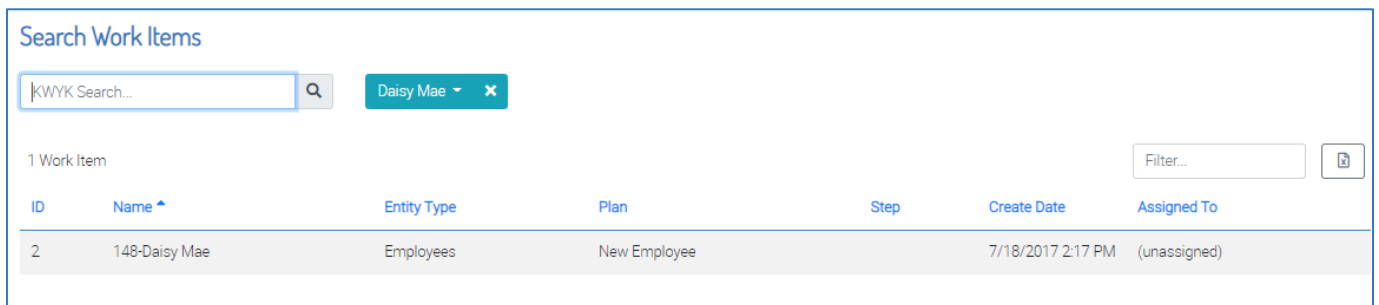 Search Work Items
KWYK Search...
Daisy Mae
1 Work Item
Filter...
ID Name Entity Type Plan Step Create Date Assigned To
2 148-Daisy Mae Employees New Employee 7/18/2017 2:17 PM (unassigned)